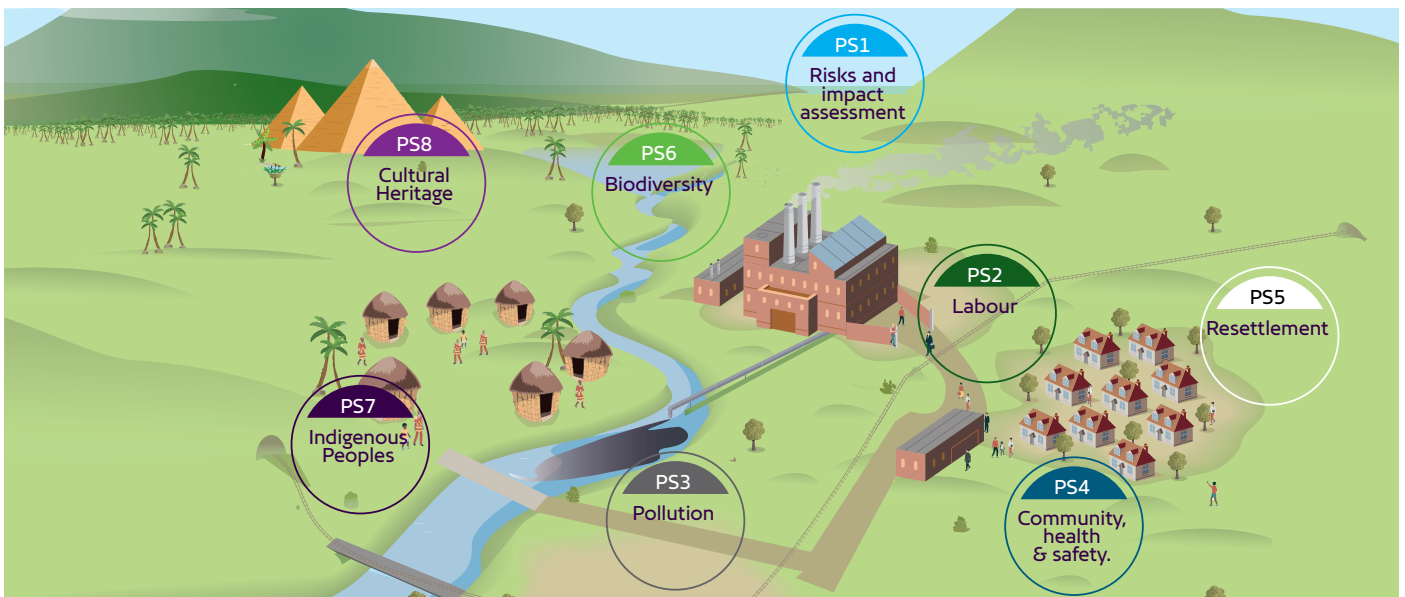 PS1
Risks and
impact
assessment
PS8
Cultural
Heritage
PS6
Biodiversity
PS2
Labour
PS5
Resettlement
PS7
Indigenous
Peoples
PS3
Pollution
PS4
Community,
health
& safety.